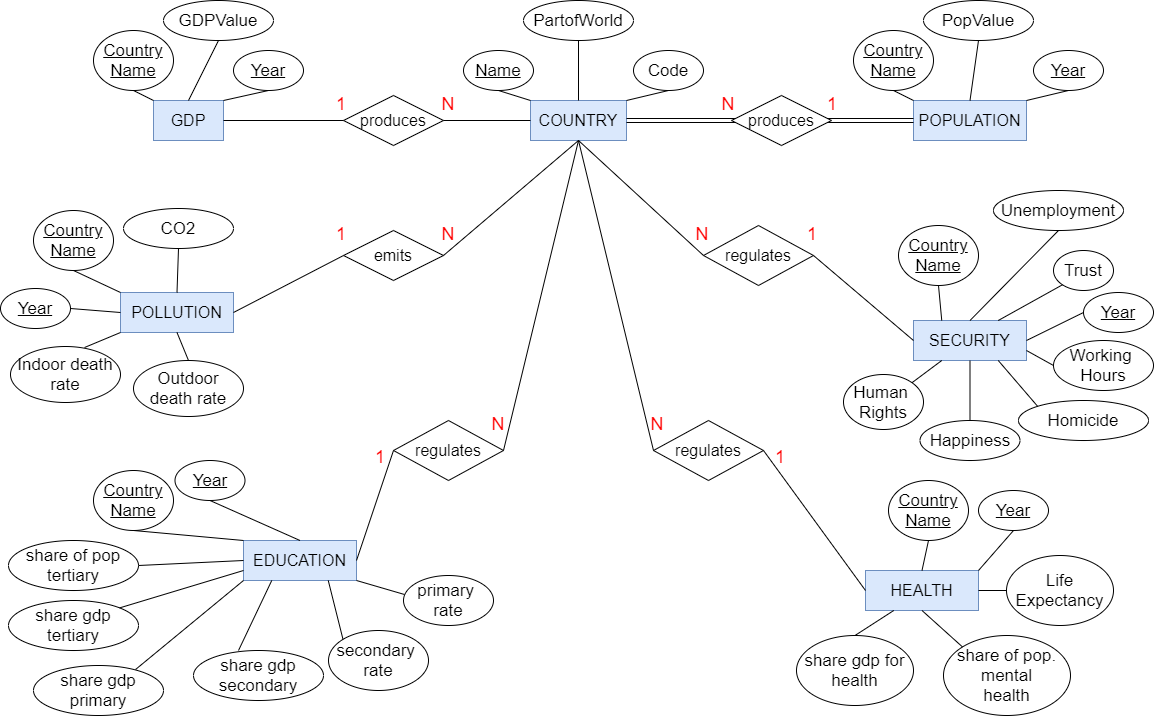 GDPValue
PartofWorld
PopValue
Country
Name
Year
Name
Code
Country
Name
Year
1
N
N
1
GDP
produces
COUNTRY
produces
POPULATION
Unemployment
Country
Name
CO2
1
N
N
1
emits
regulates
Country
Name
Trust
Year
POLLUTION
Year
SECURITY
Indoor death
rate
Outdoor
death rate
Working
Hours
Human
Rights
Homicide
Happiness
N
N
1
regulates
regulates
1
Country
Name
Year
Country
Name
Year
EDUCATION
share of pop
tertiary
primary
rate
HEALTH
Life
Expectancy
share gdp
tertiary
secondary
rate
share gdp
primary
share gdp
secondary
share gdp for
health
share of pop.
mental
health